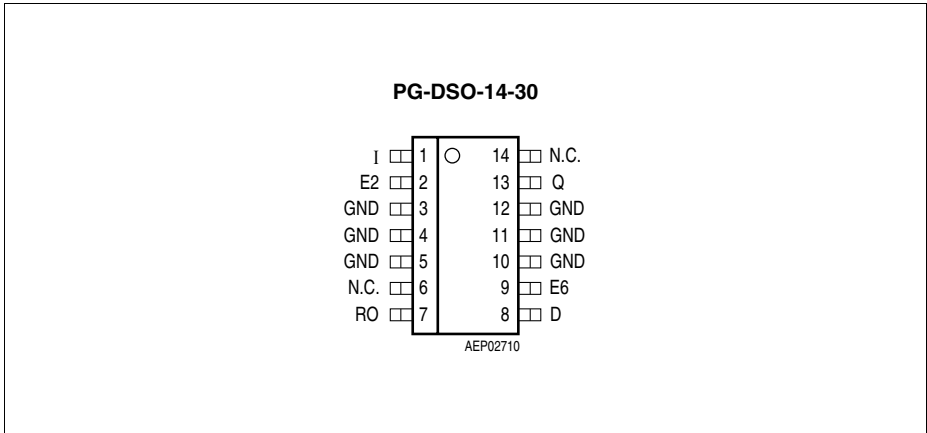 PG-DSO-14-30
I 1 14 N.C.
E2 2 13 Q
GND 3 12 GND
GND 4 11 GND
GND 5 10 GND
N.C. 6 9 E6
RO 7 8 D
AEP02710